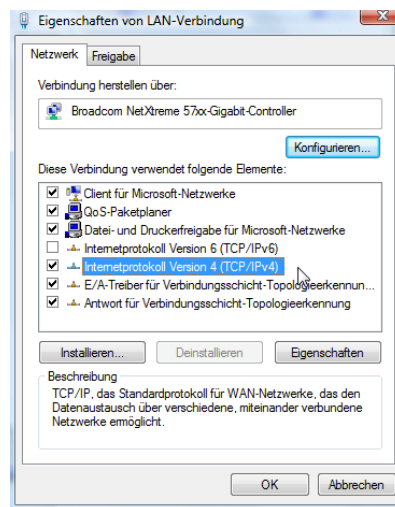 Eigenschaften von LAN-Verbindung
Netzwerk Freigabe
Verbindung herstellen über:
Broadcom NetXtreme 57xx-Gigabit-Controller
Konfigurieren...
Diese Verbindung verwendet folgende Elemente:
Client für Microsoft-Netzwerke
QoS-Paketplaner
Datei- und Druckerfreigabe für Microsoft-Netzwerke
Internetprotokoll Version 6 (TCP/IPv6)
Internetprotokoll Version 4 (TCP/IPv4)
E/A-Treiber für Verbindungsschicht-Topologieerkennun...
Antwort für Verbindungsschicht-Topologieerkennung
Installieren... Deinstallieren Eigenschaften
Beschreibung
TCP/IP, das Standardprotokoll für WAN-Netzwerke, das den
Datenaustausch über verschiedene, miteinander verbundene
Netzwerke ermöglicht.
OK Abbrechen